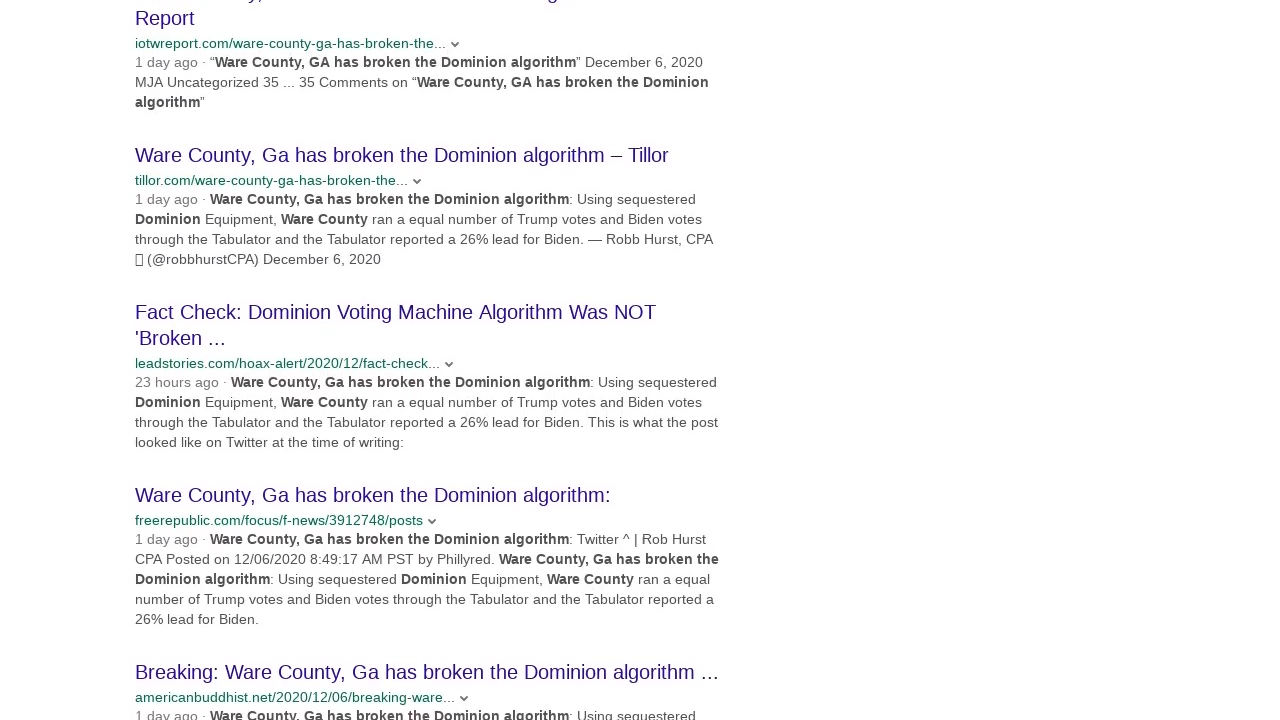 Report
iotwreport.com/ware-county-ga-has-broken-the...
1 day ago · “Ware County, GA has broken the Dominion algorithm” December 6, 2020
MJA Uncategorized 35 ... 35 Comments on “Ware County, GA has broken the Dominion
algorithm”
Ware County, Ga has broken the Dominion algorithm – Tillor
tillor.com/ware-county-ga-has-broken-the...
1 day ago · Ware County, Ga has broken the Dominion algorithm: Using sequestered
Dominion Equipment, Ware County ran a equal number of Trump votes and Biden votes
through the Tabulator and the Tabulator reported a 26% lead for Biden. — Robb Hurst, CPA
(@robbhurstCPA) December 6, 2020
Fact Check: Dominion Voting Machine Algorithm Was NOT
'Broken ...
leadstories.com/hoax-alert/2020/12/fact-check...
23 hours ago · Ware County, Ga has broken the Dominion algorithm: Using sequestered
Dominion Equipment, Ware County ran a equal number of Trump votes and Biden votes
through the Tabulator and the Tabulator reported a 26% lead for Biden. This is what the post
looked like on Twitter at the time of writing:
Ware County, Ga has broken the Dominion algorithm:
freerepublic.com/focus/f-news/3912748/posts
1 day ago · Ware County, Ga has broken the Dominion algorithm: Twitter ^ | Rob Hurst
CPA Posted on 12/06/2020 8:49:17 AM PST by Phillyred. Ware County, Ga has broken the
Dominion algorithm: Using sequestered Dominion Equipment, Ware County ran a equal
number of Trump votes and Biden votes through the Tabulator and the Tabulator reported a
26% lead for Biden.
Breaking: Ware County, Ga has broken the Dominion algorithm ...
americanbuddhist.net/2020/12/06/breaking-ware...
1 day ago · Ware County, Ga has broken the Dominion algorithm: Using sequestered